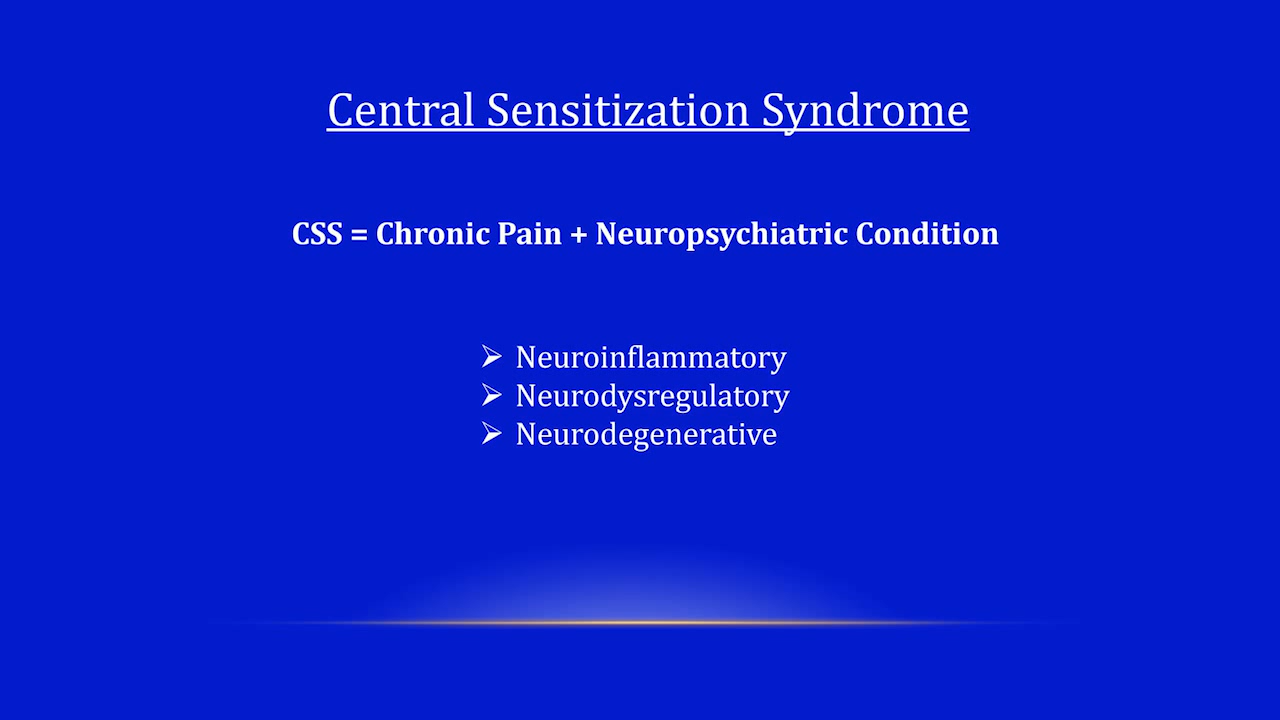 Central Sensitization Syndrome
CSS = Chronic Pain + Neuropsychiatric Condition
➢ Neuroinflammatory
➢ Neurodysregulatory
➢ Neurodegenerative